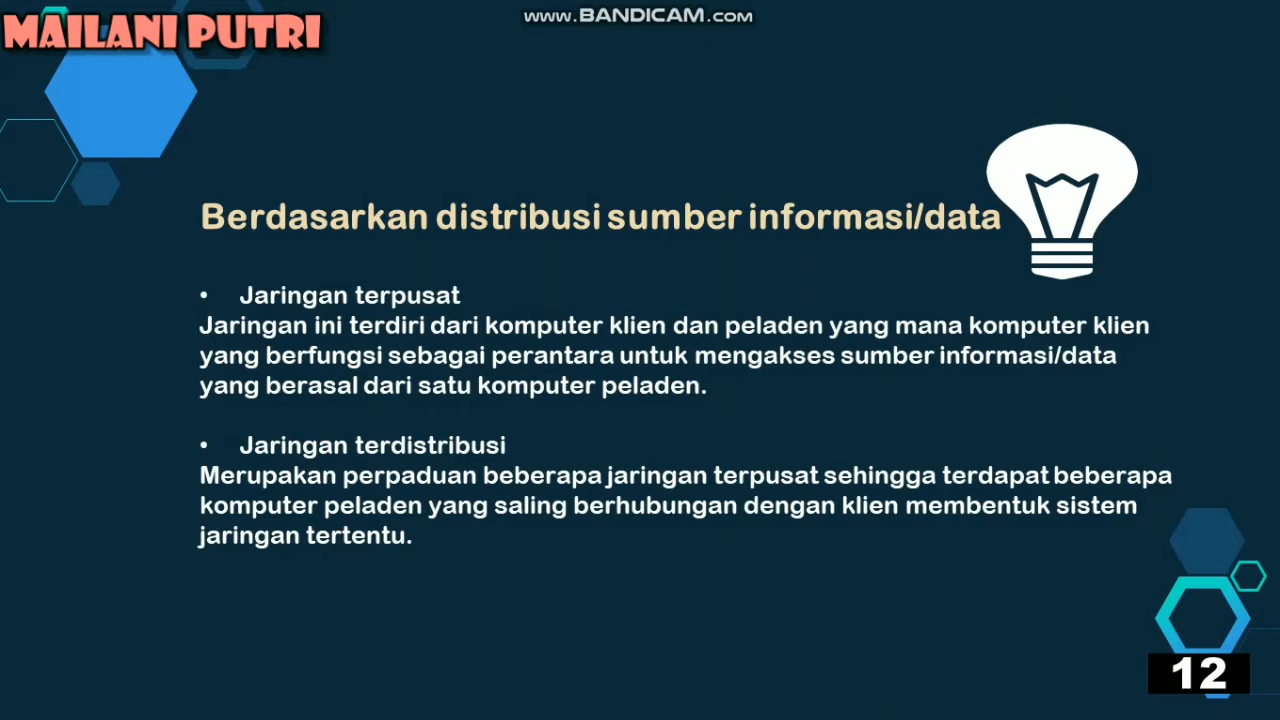 MAILANI PUTRI
www.BANDICAM.com
Berdasarkan distribusi sumber informasi/data
• Jaringan terpusat
Jaringan ini terdiri dari komputer klien dan peladen yang mana komputer klien
yang berfungsi sebagai perantara untuk mengakses sumber informasi/data
yang berasal dari satu komputer peladen.
• Jaringan terdistribusi
Merupakan perpaduan beberapa jaringan terpusat sehingga terdapat beberapa
komputer peladen yang saling berhubungan dengan klien membentuk sistem
jaringan tertentu.
12